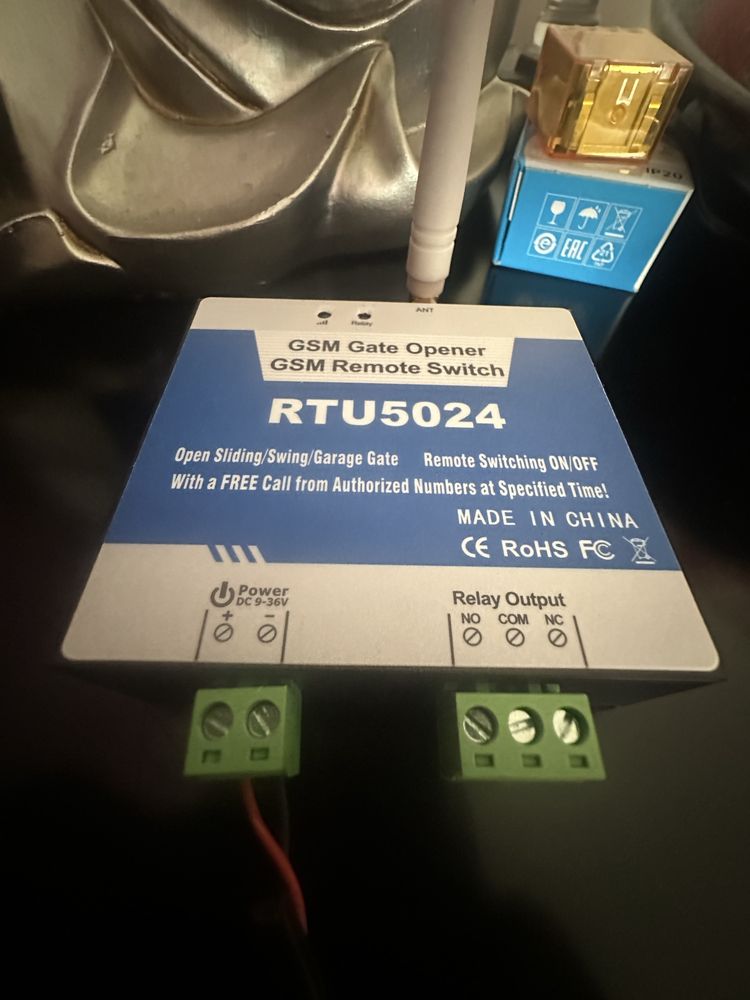 IP20
EAC
21
ANT
Relay
GSM Gate Opener
GSM Remote Switch
RTU5024
Open Sliding/Swing/Garage Gate Remote Switching ON/OFF
With a FREE Call from Authorized Numbers at Specified Time!
MADE IN CHINA
CE RoHS FC
Power
DC 9-36V
+ -
Relay Output
NO COM NC